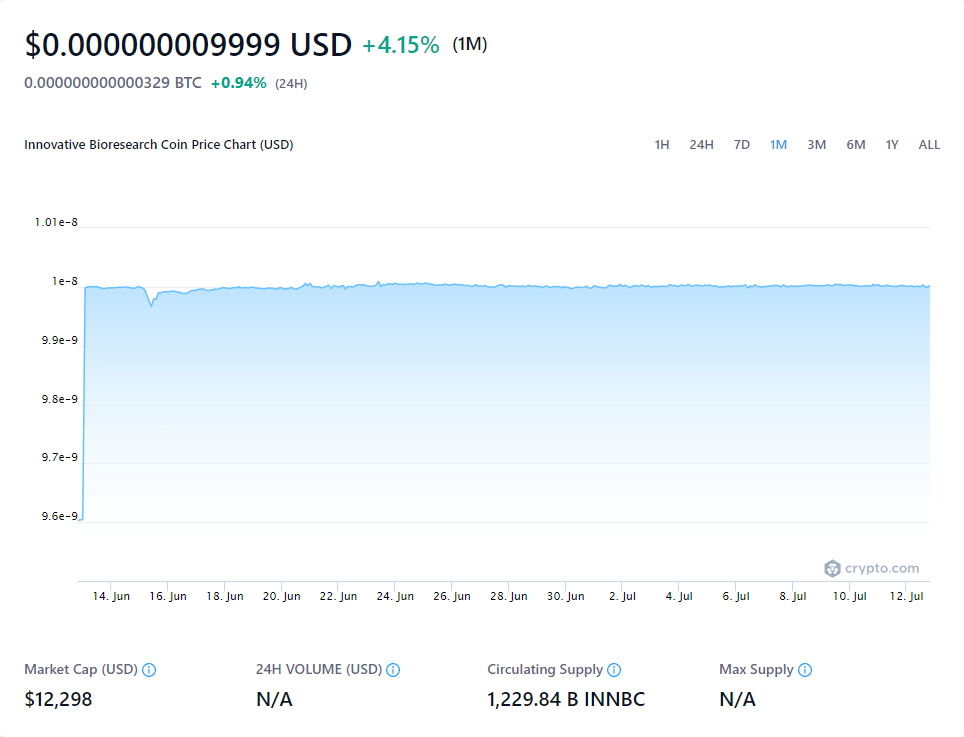 $0.000000009999 USD +4.15% (1M)
0.000000000000329 BTC +0.94% (24H)
Innovative Bioresearch Coin Price Chart (USD) 1H 24H 7D 1M 3M 6M 1Y ALL
1.01e-8
1e-8
9.9e-9
9.8e-9
9.7e-9
9.6e-9
crypto.com
14. Jun 16. Jun 18. Jun 20. Jun 22. Jun 24. Jun 26. Jun 28. Jun 30. Jun 2. Jul 4. Jul 6. Jul 8. Jul 10. Jul 12. Jul
Market Cap (USD) 24H VOLUME (USD) Circulating Supply Max Supply
$12,298 N/A 1,229.84 B INNBC N/A